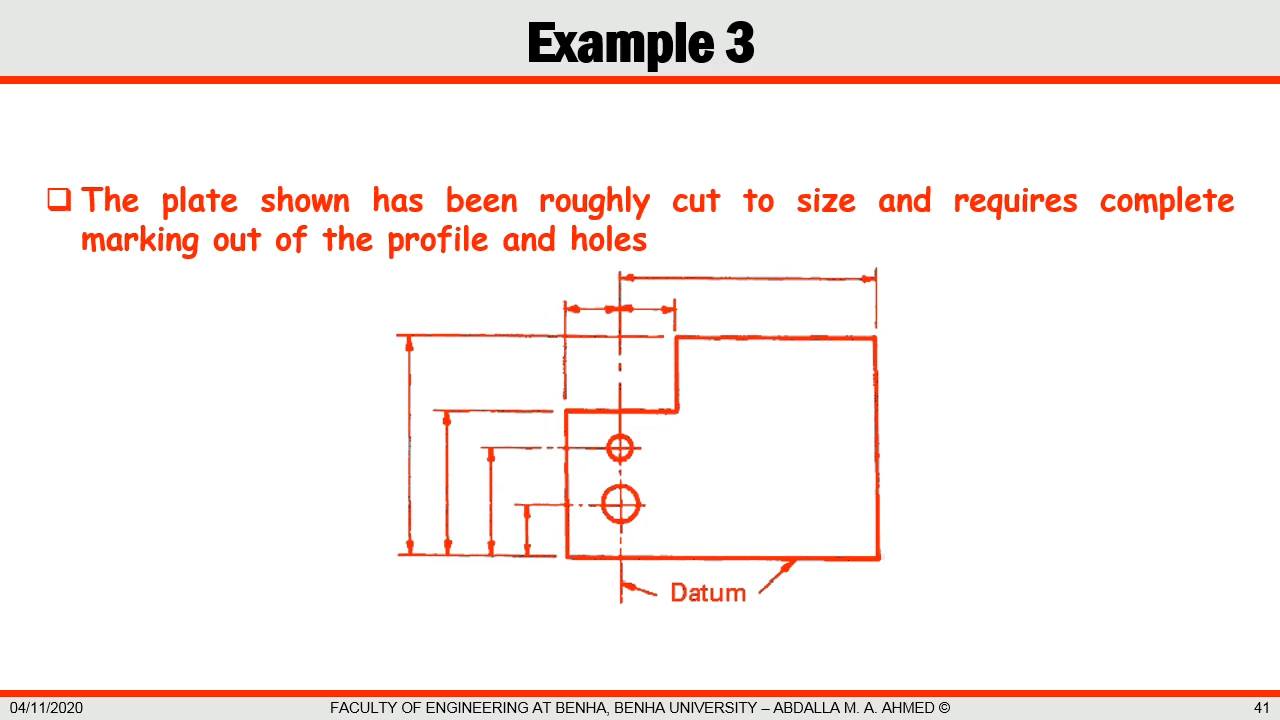 Example 3
The plate shown has been roughly cut to size and requires complete
marking out of the profile and holes
Datum
04/11/2020
FACULTY OF ENGINEERING AT BENHA, BENHA UNIVERSITY – ABDALLA M. A. AHMED ©
41